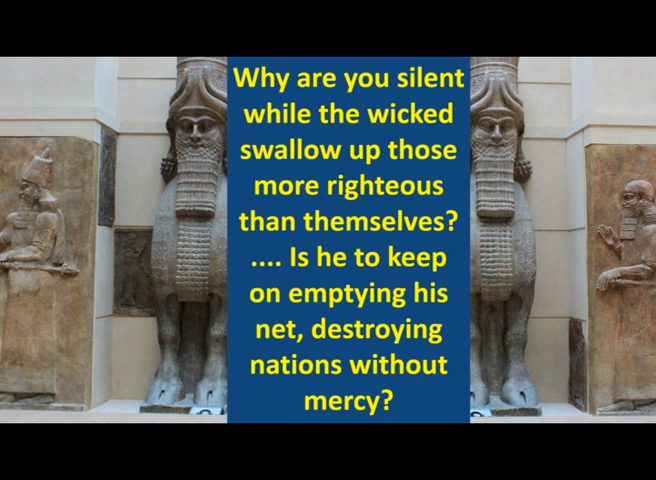 Why are you silent
while the wicked
swallow up those
more righteous
than themselves?
.... Is he to keep
on emptying his
net, destroying
nations without
mercy?